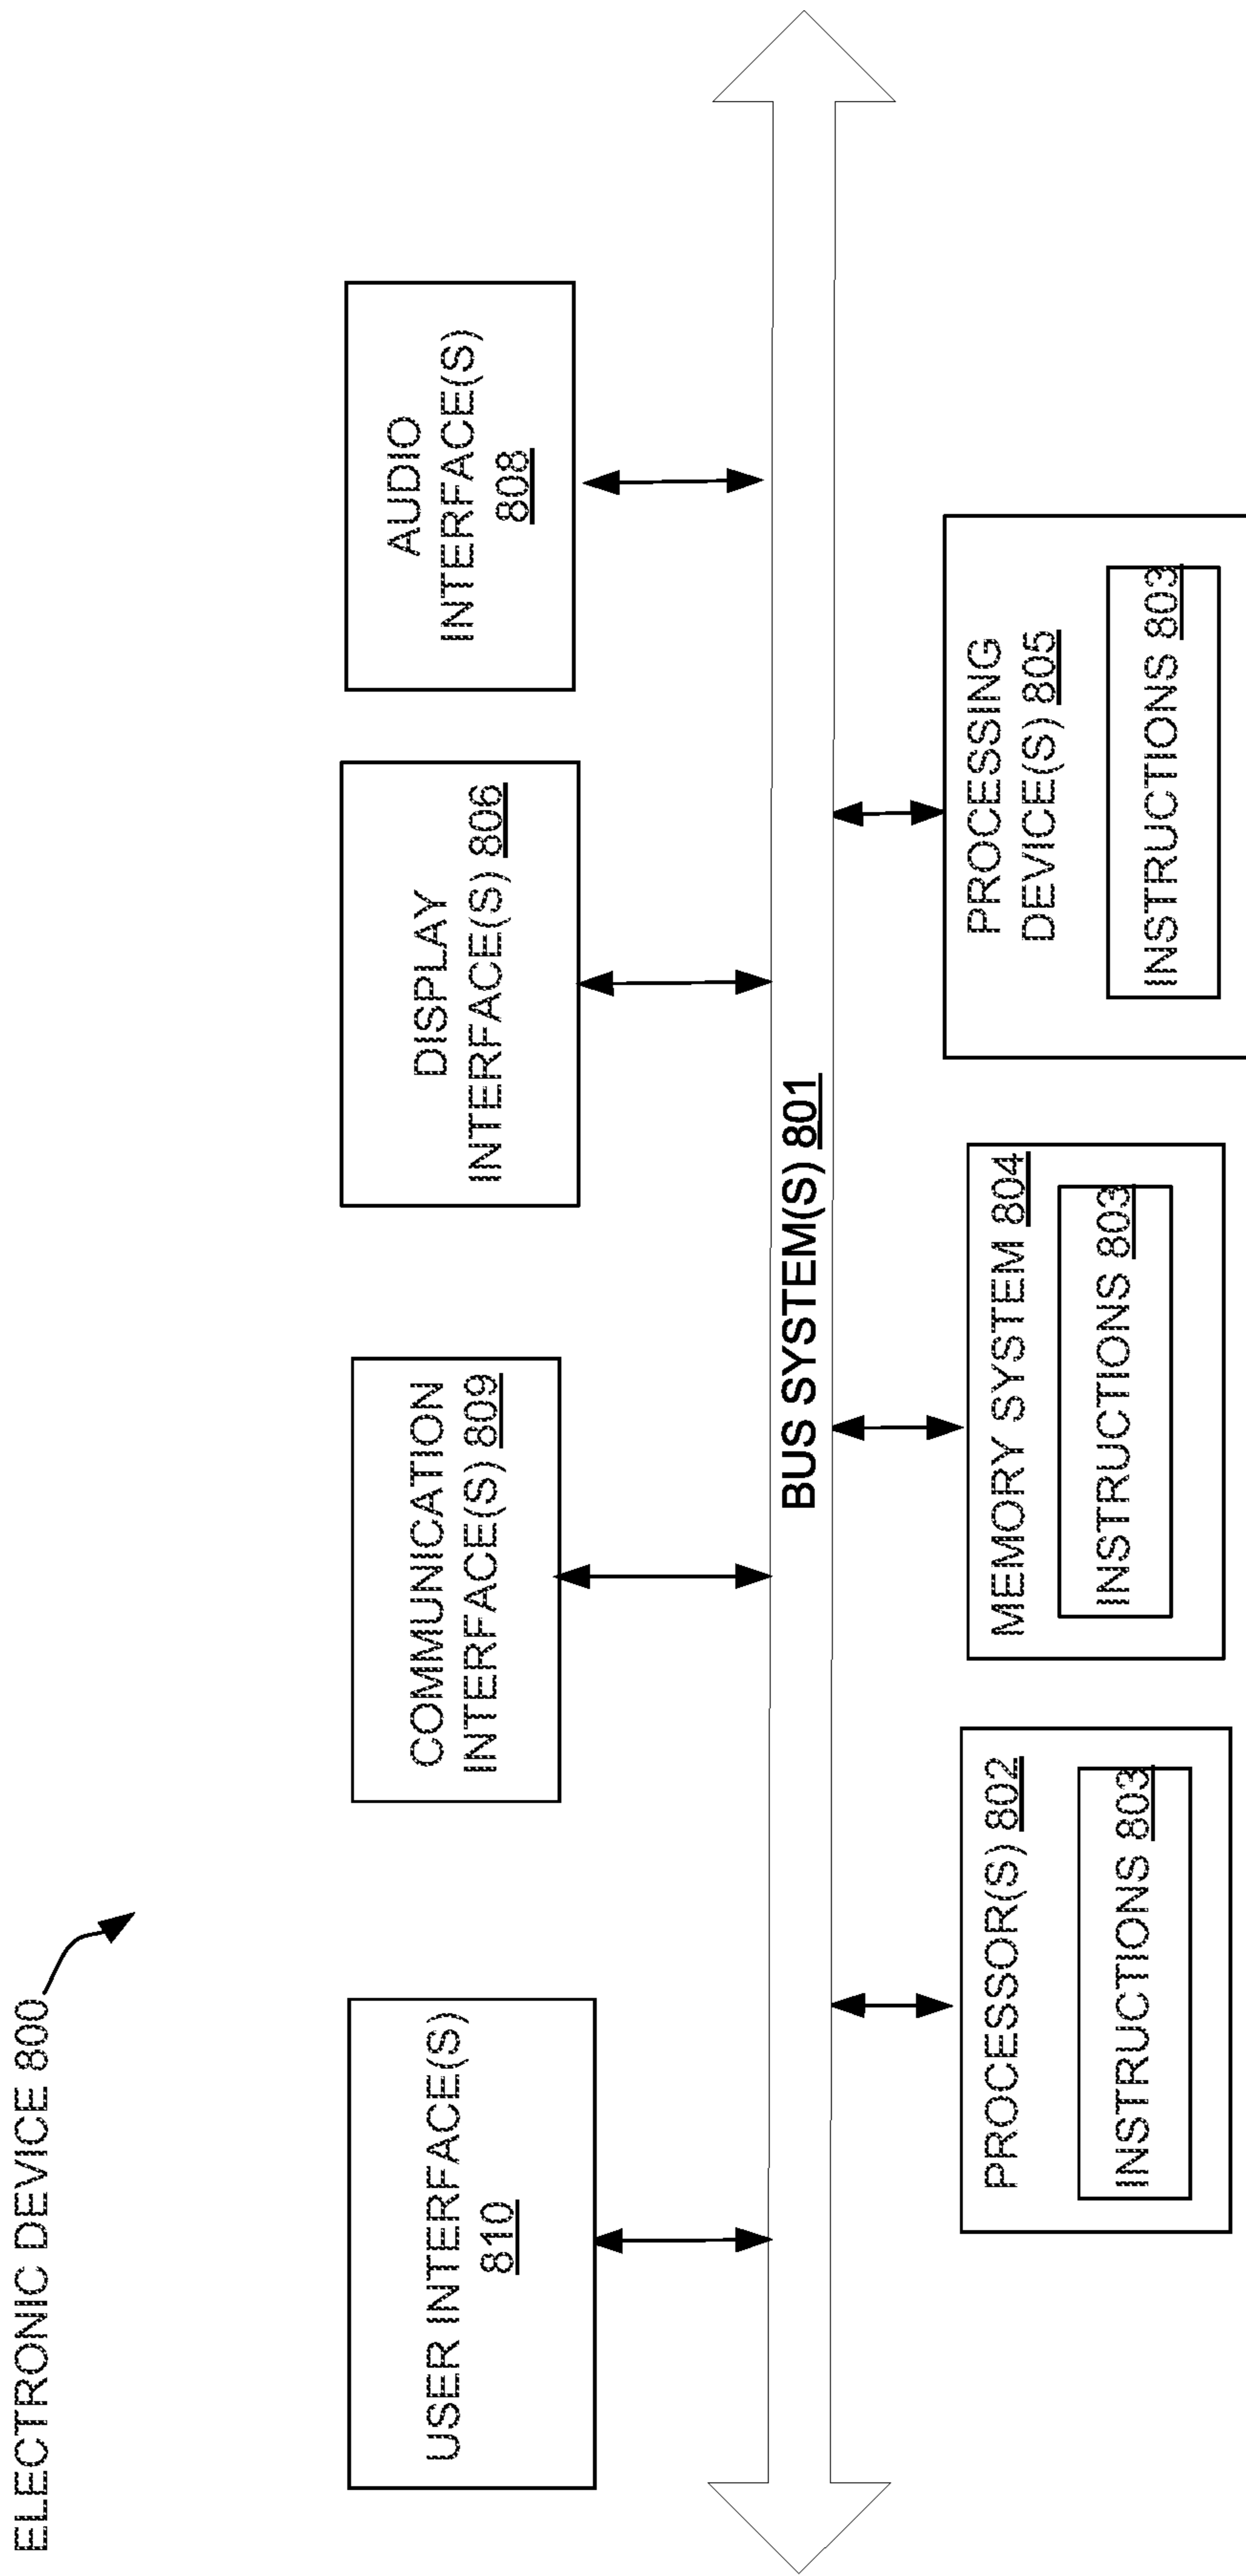 ELECTRONIC DEVICE 800
USER INTERFACE(S)
810
COMMUNICATION
INTERFACE(S) 809
DISPLAY
INTERFACE(S) 806
AUDIO
INTERFACE(S)
808
BUS SYSTEM(S) 801
PROCESSOR(S) 802
INSTRUCTIONS 803
MEMORY SYSTEM 804
INSTRUCTIONS 803
PROCESSING
DEVICE(S) 805
INSTRUCTIONS 803